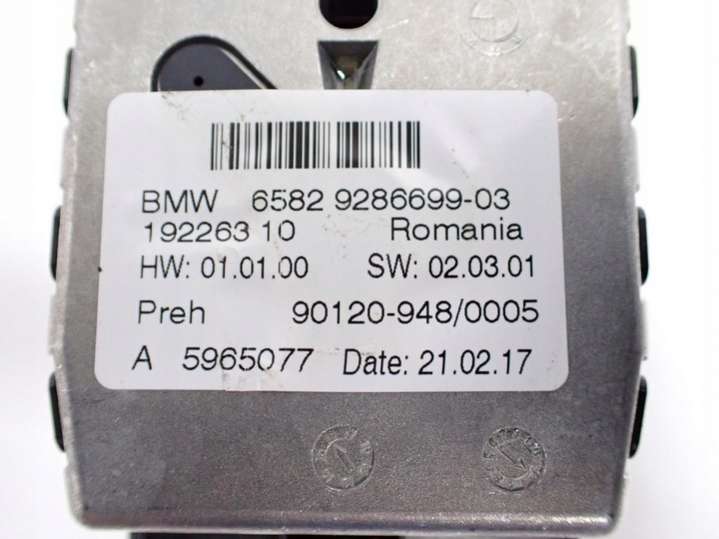 BMW 6582 9286699-03
192263 10 Romania
HW: 01.01.00 SW: 02.03.01
Preh 90120-948/0005
A 5965077 Date: 21.02.17